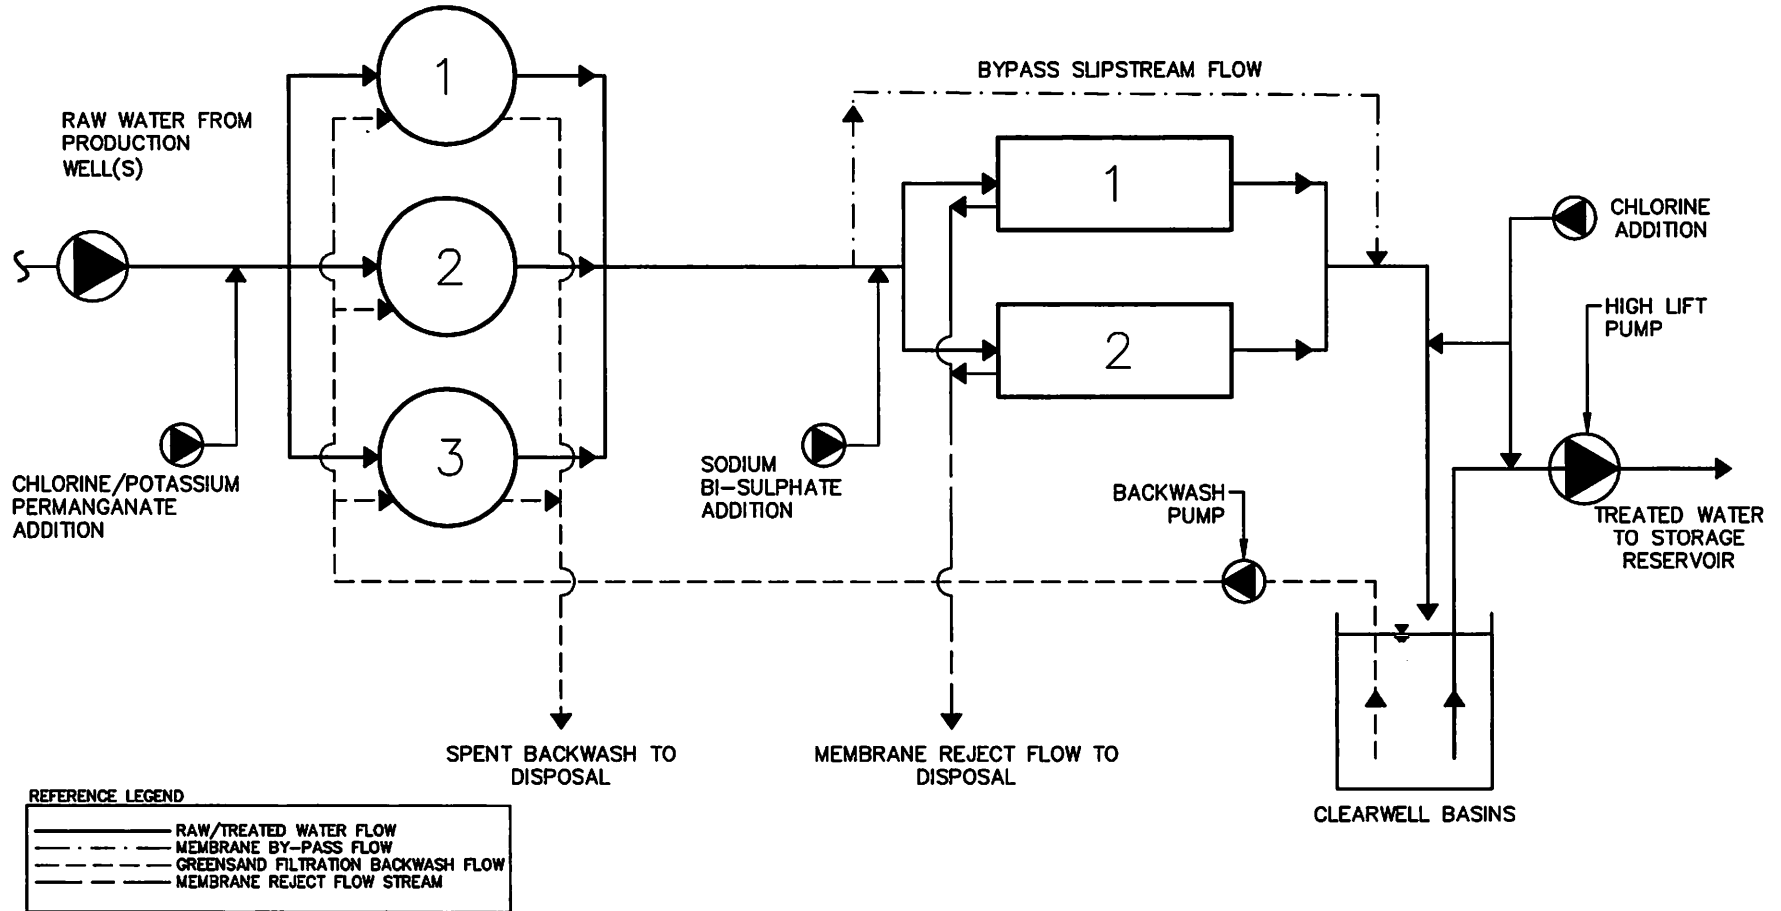 BYPASS SLIPSTREAM FLOW
RAW WATER FROM
PRODUCTION
WELL(S)
1
2
3
1
2
CHLORINE
ADDITION
HIGH LIFT
PUMP
CHLORINE/POTASSIUM
PERMANGANATE
ADDITION
SODIUM
BI-SULPHATE
ADDITION
BACKWASH
PUMP
TREATED WATER
TO STORAGE
RESERVOIR
SPENT BACKWASH TO
DISPOSAL
MEMBRANE REJECT FLOW TO
DISPOSAL
CLEARWELL BASINS
REFERENCE LEGEND
RAW/TREATED WATER FLOW
MEMBRANE BY-PASS FLOW
GREENSAND FILTRATION BACKWASH FLOW
MEMBRANE REJECT FLOW STREAM